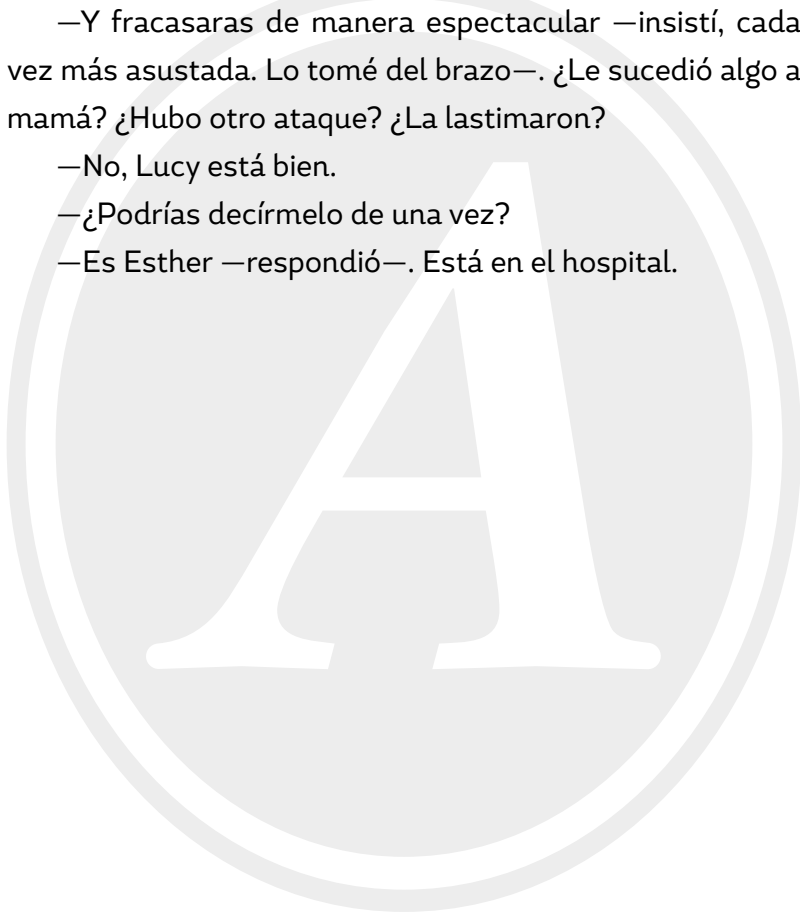 —Y fracasaras de manera espectacular —insistí, cada
vez más asustada. Lo tomé del brazo—. ¿Le sucedió algo a
mamá? ¿Hubo otro ataque? ¿La lastimaron?
—No, Lucy está bien.
—¿Podrías decírmelo de una vez?
—Es Esther —respondió—. Está en el hospital.
A